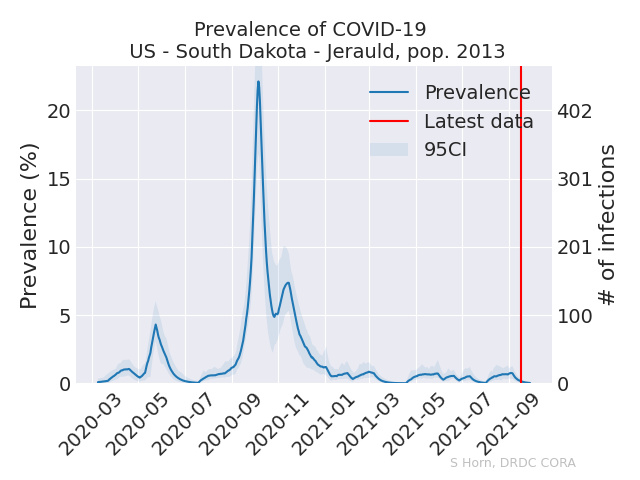 Prevalence of COVID-19
US - South Dakota - Jerauld, pop. 2013
Prevalence
Latest data
95CI
Prevalence (%)
20
15
10
5
0
402
301
201
100
0
# of infections
2020-03
2020-05
2020-07
2020-09
2020-11
2021-01
2021-03
2021-05
2021-07
2021-09
S Horn, DRDC CORA